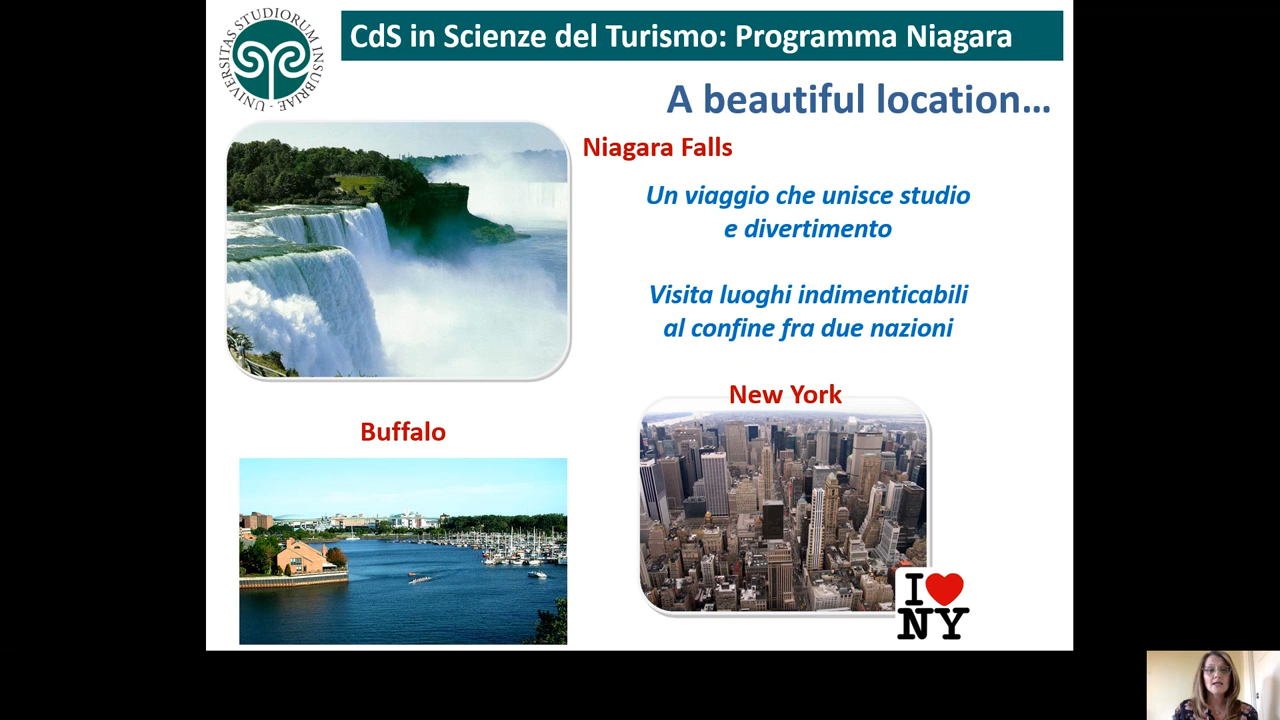 UNIVERSITAS STUDIORUM INSUBRIAE
CdS in Scienze del Turismo: Programma Niagara
A beautiful location...
Niagara Falls
Un viaggio che unisce studio
e divertimento
Visita luoghi indimenticabili
al confine fra due nazioni
New York
Buffalo
I
NY